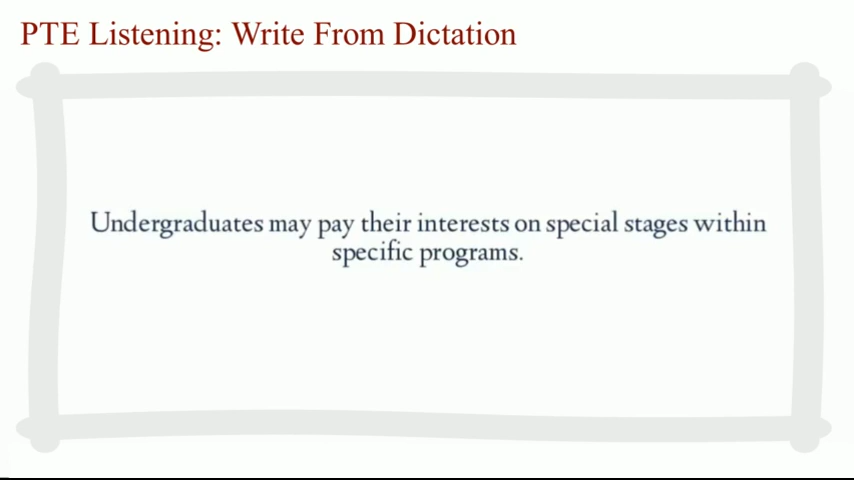 PTE Listening: Write From Dictation
Undergraduates may pay their interests on special stages within
specific programs.